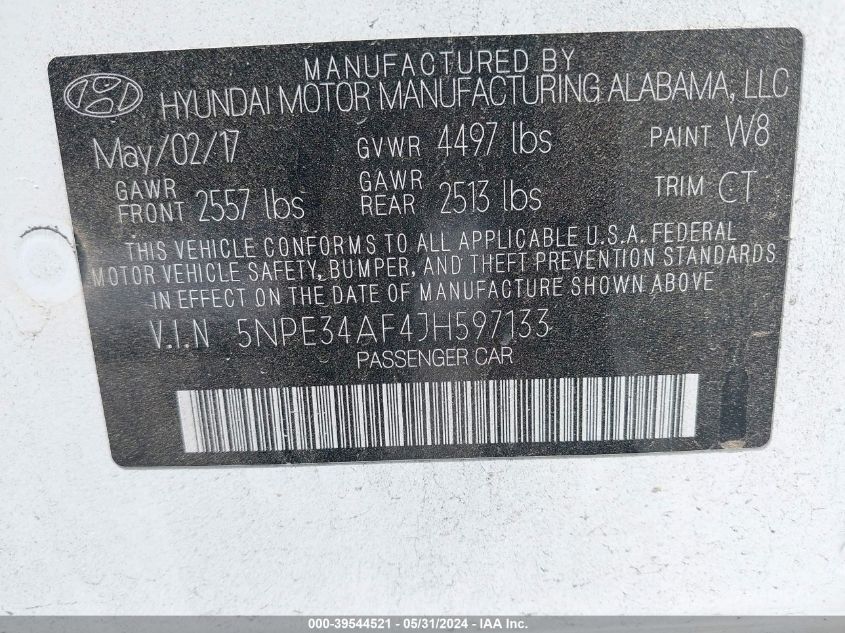 MANUFACTURED BY
HYUNDAI MOTOR MANUFACTURING ALABAMA, LLC
May/02/17 GVWR 4497 lbs PAINT W8
GAWR FRONT 2557 lbs GAWR REAR 2513 lbs TRIM CT
THIS VEHICLE CONFORMS TO ALL APPLICABLE U.S.A. FEDERAL
MOTOR VEHICLE SAFETY, BUMPER, AND THEFT PREVENTION STANDARDS
IN EFFECT ON THE DATE OF MANUFACTURE SHOWN ABOVE
V.I.N 5NPE34AF4JH597133
PASSENGER CAR
000-39544521 - 05/31/2024 - IAA Inc.